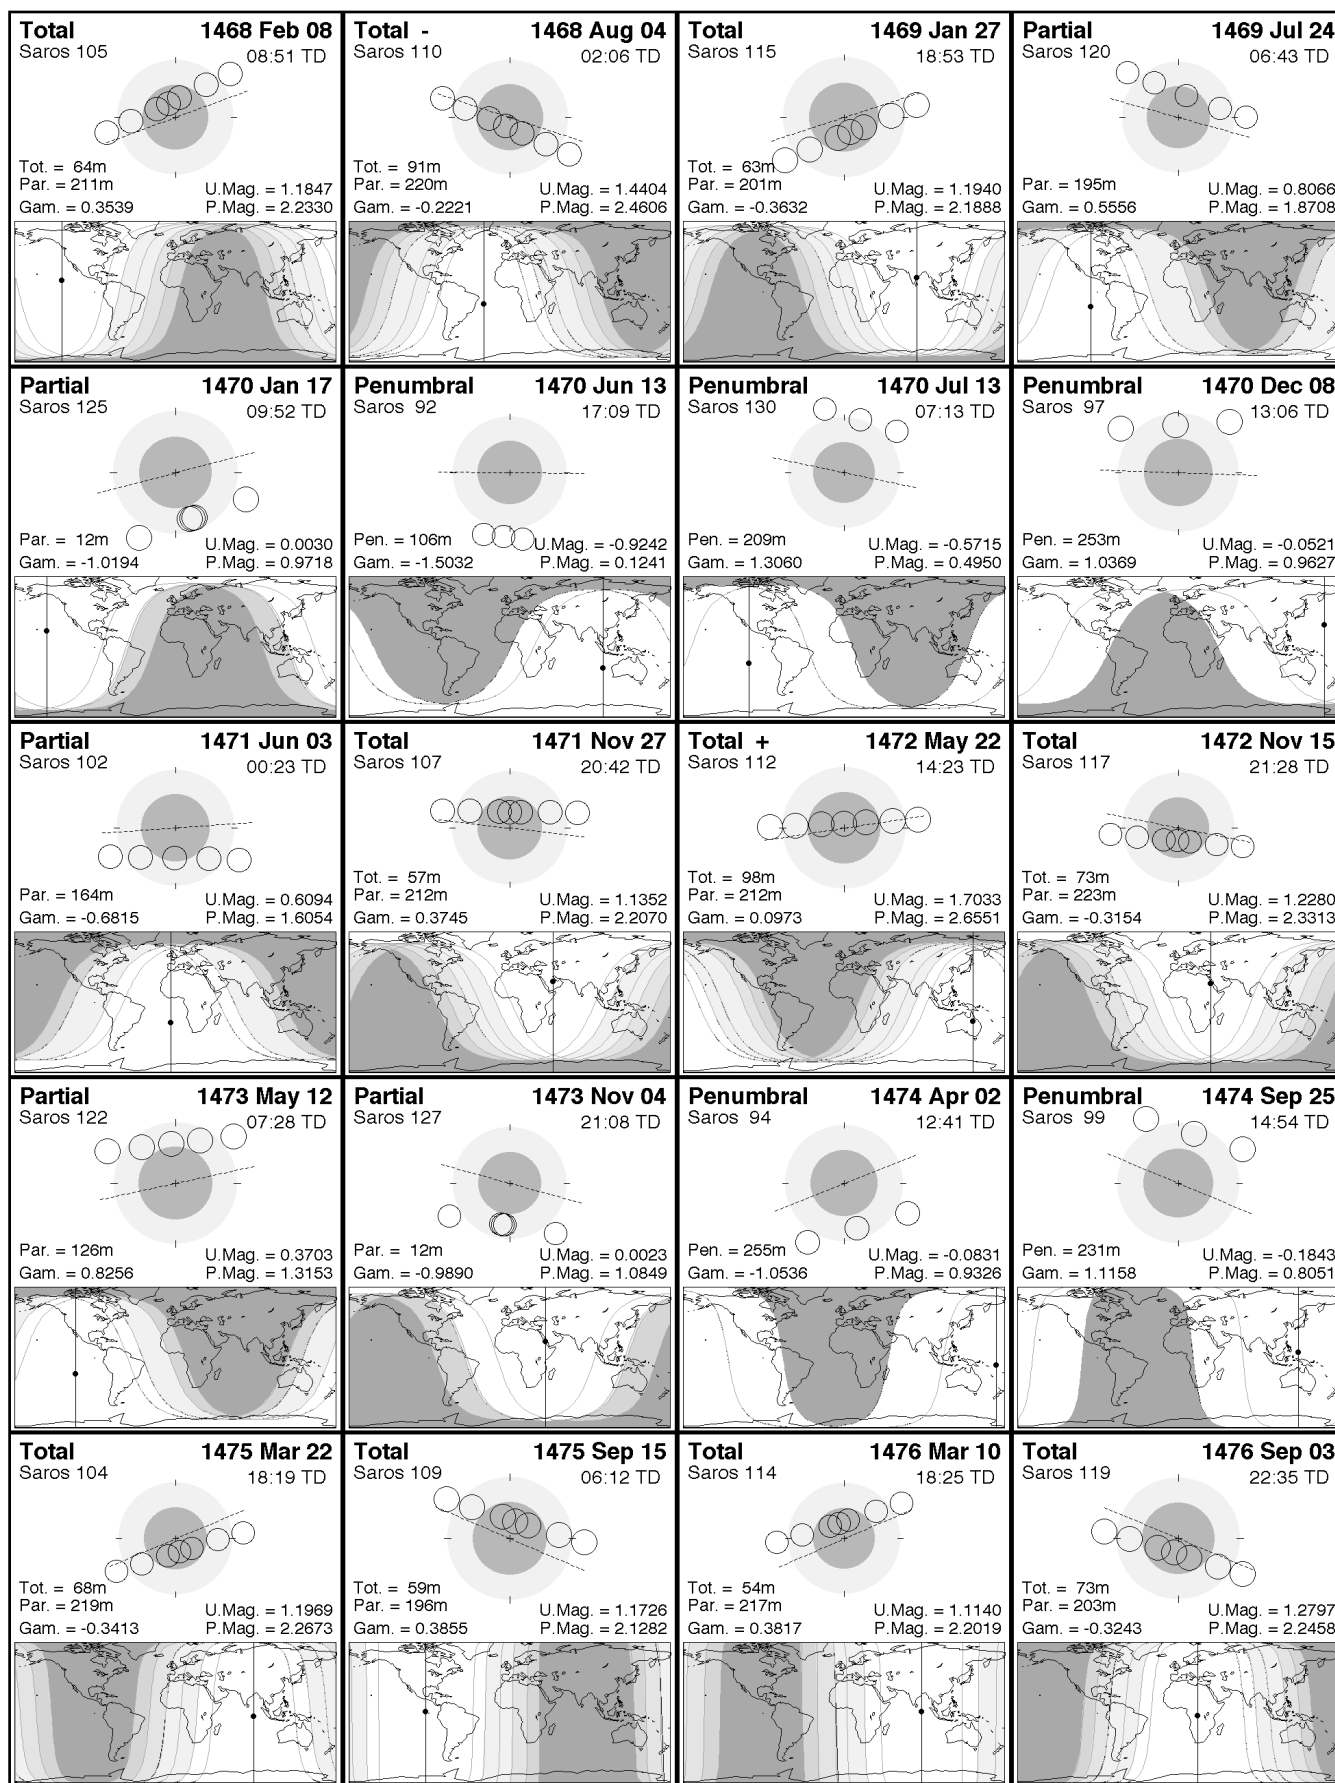 Total 1468 Feb 08
Saros 105 08:51 TD
Tot. = 64m
Par. = 211m U.Mag. = 1.1847
Gam. = 0.3539 P.Mag. = 2.2330
Total - 1468 Aug 04
Saros 110 02:06 TD
Tot. = 91m
Par. = 220m U.Mag. = 1.4404
Gam. = -0.2221 P.Mag. = 2.4606
Total 1469 Jan 27
Saros 115 18:53 TD
Tot. = 63m
Par. = 201m U.Mag. = 1.1940
Gam. = -0.3632 P.Mag. = 2.1888
Partial 1469 Jul 24
Saros 120 06:43 TD
Par. = 195m U.Mag. = 0.8066
Gam. = 0.5556 P.Mag. = 1.8708
Partial 1470 Jan 17
Saros 125 09:52 TD
Par. = 12m U.Mag. = 0.0030
Gam. = -1.0194 P.Mag. = 0.9718
Penumbral 1470 Jun 13
Saros 92 17:09 TD
Pen. = 106m U.Mag. = -0.9242
Gam. = -1.5032 P.Mag. = 0.1241
Penumbral 1470 Jul 13
Saros 130 07:13 TD
Pen. = 209m U.Mag. = -0.5715
Gam. = 1.3060 P.Mag. = 0.4950
Penumbral 1470 Dec 08
Saros 97 13:06 TD
Pen. = 253m U.Mag. = -0.0521
Gam. = 1.0369 P.Mag. = 0.9627
Partial 1471 Jun 03
Saros 102 00:23 TD
Par. = 164m U.Mag. = 0.6094
Gam. = -0.6815 P.Mag. = 1.6054
Total 1471 Nov 27
Saros 107 20:42 TD
Tot. = 57m
Par. = 212m U.Mag. = 1.1352
Gam. = 0.3745 P.Mag. = 2.2070
Total + 1472 May 22
Saros 112 14:23 TD
Tot. = 98m
Par. = 212m U.Mag. = 1.7033
Gam. = 0.0973 P.Mag. = 2.6551
Total 1472 Nov 15
Saros 117 21:28 TD
Tot. = 73m
Par. = 223m U.Mag. = 1.2280
Gam. = -0.3154 P.Mag. = 2.3313
Partial 1473 May 12
Saros 122 07:28 TD
Par. = 126m U.Mag. = 0.3703
Gam. = 0.8256 P.Mag. = 1.3153
Partial 1473 Nov 04
Saros 127 21:08 TD
Par. = 12m U.Mag. = 0.0023
Gam. = -0.9890 P.Mag. = 1.0849
Penumbral 1474 Apr 02
Saros 94 12:41 TD
Pen. = 255m U.Mag. = -0.0831
Gam. = -1.0536 P.Mag. = 0.9326
Penumbral 1474 Sep 25
Saros 99 14:54 TD
Pen. = 231m U.Mag. = -0.1843
Gam. = 1.1158 P.Mag. = 0.8051
Total 1475 Mar 22
Saros 104 18:19 TD
Tot. = 68m
Par. = 219m U.Mag. = 1.1969
Gam. = -0.3413 P.Mag. = 2.2673
Total 1475 Sep 15
Saros 109 06:12 TD
Tot. = 59m
Par. = 196m U.Mag. = 1.1726
Gam. = 0.3855 P.Mag. = 2.1282
Total 1476 Mar 10
Saros 114 18:25 TD
Tot. = 54m
Par. = 217m U.Mag. = 1.1140
Gam. = 0.3817 P.Mag. = 2.2019
Total 1476 Sep 03
Saros 119 22:35 TD
Tot. = 73m
Par. = 203m U.Mag. = 1.2797
Gam. = -0.3243 P.Mag. = 2.2458